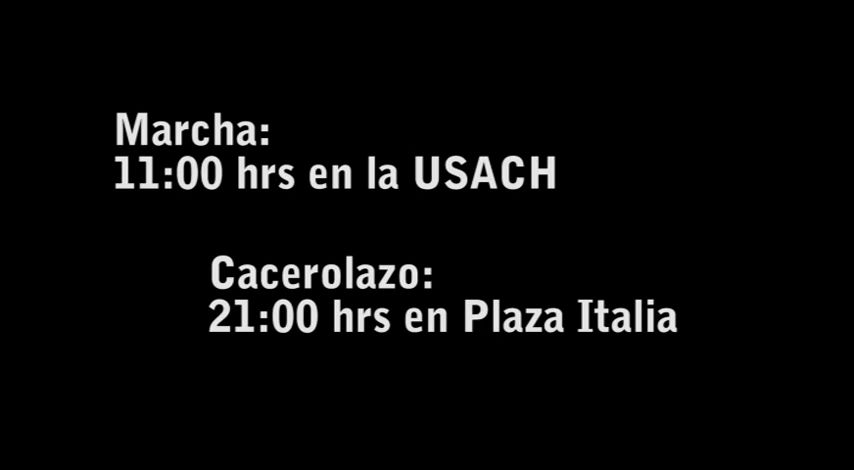 Marcha:
11:00 hrs en la USACH
Cacerolazo:
21:00 hrs en Plaza Italia